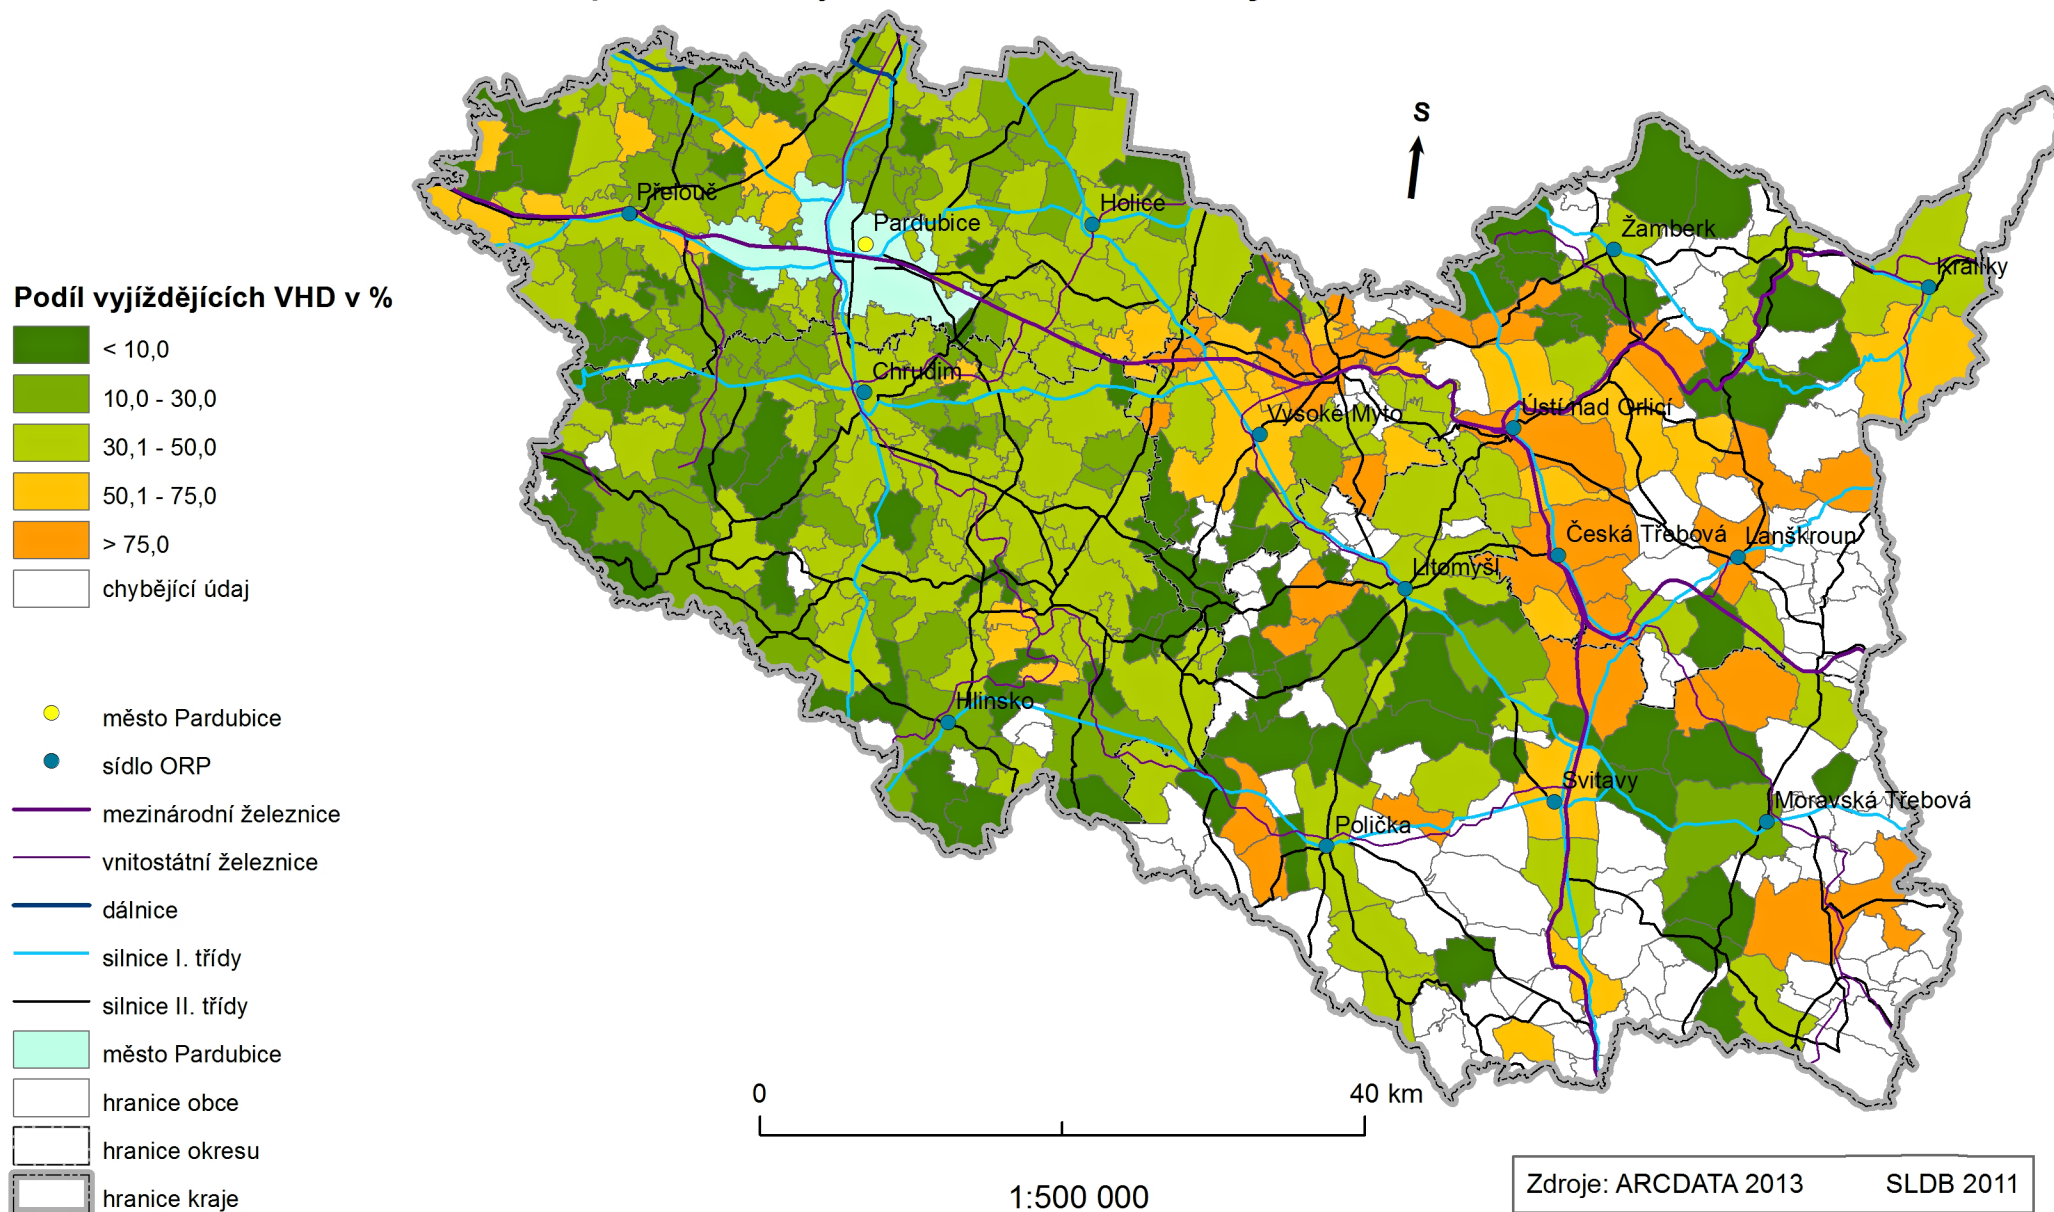 S
Přelouč
Pardubice
Holice
Žamberk
Králíky
Chrudim
Vysoké Mýto
Ústí nad Orlicí
Česká Třebová
Lanškroun
Litomyšl
Hlinsko
Svitavy
Moravská Třebová
Polička
Podíl vyjíždějících VHD v %
< 10,0
10,0 - 30,0
30,1 - 50,0
50,1 - 75,0
> 75,0
chybějící údaj
město Pardubice
sídlo ORP
mezinárodní železnice
vnitostátní železnice
dálnice
silnice I. třídy
silnice II. třídy
město Pardubice
hranice obce
hranice okresu
hranice kraje
0 40 km
1:500 000
Zdroje: ARCDATA 2013 SLDB 2011